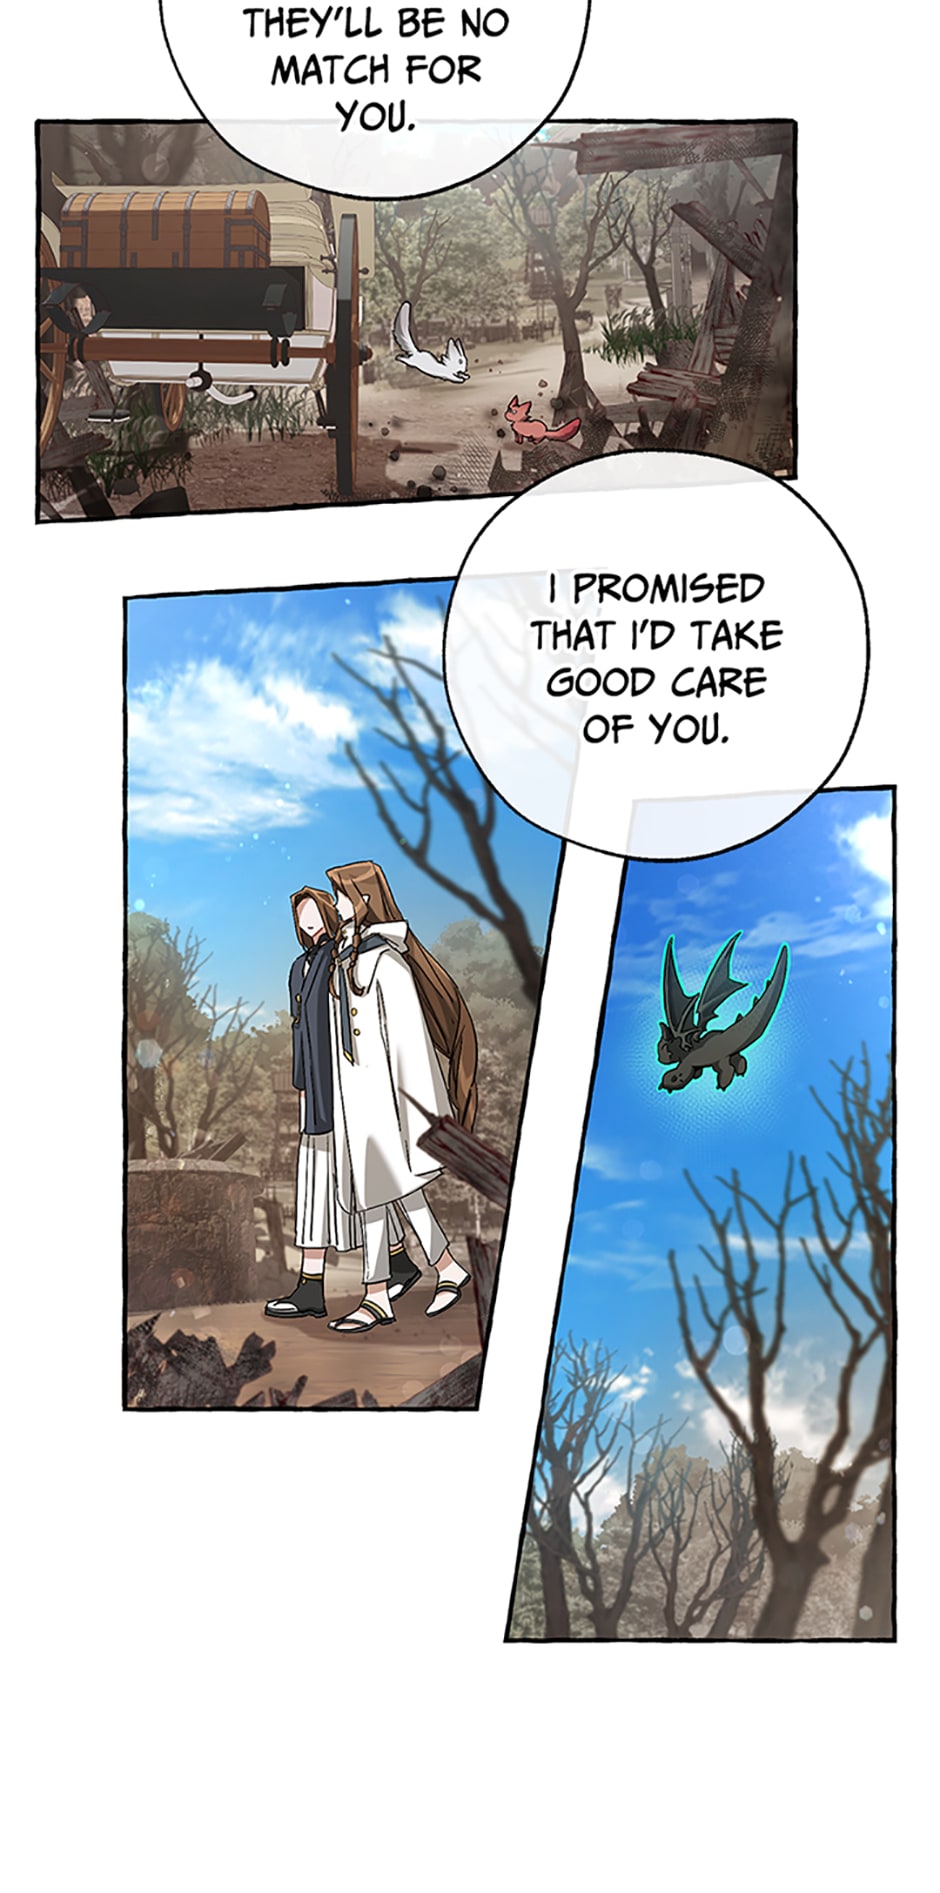 THEY'LL BE NO
MATCH FOR
YOU.
I PROMISED
THAT I'D TAKE
GOOD CARE
OF YOU.